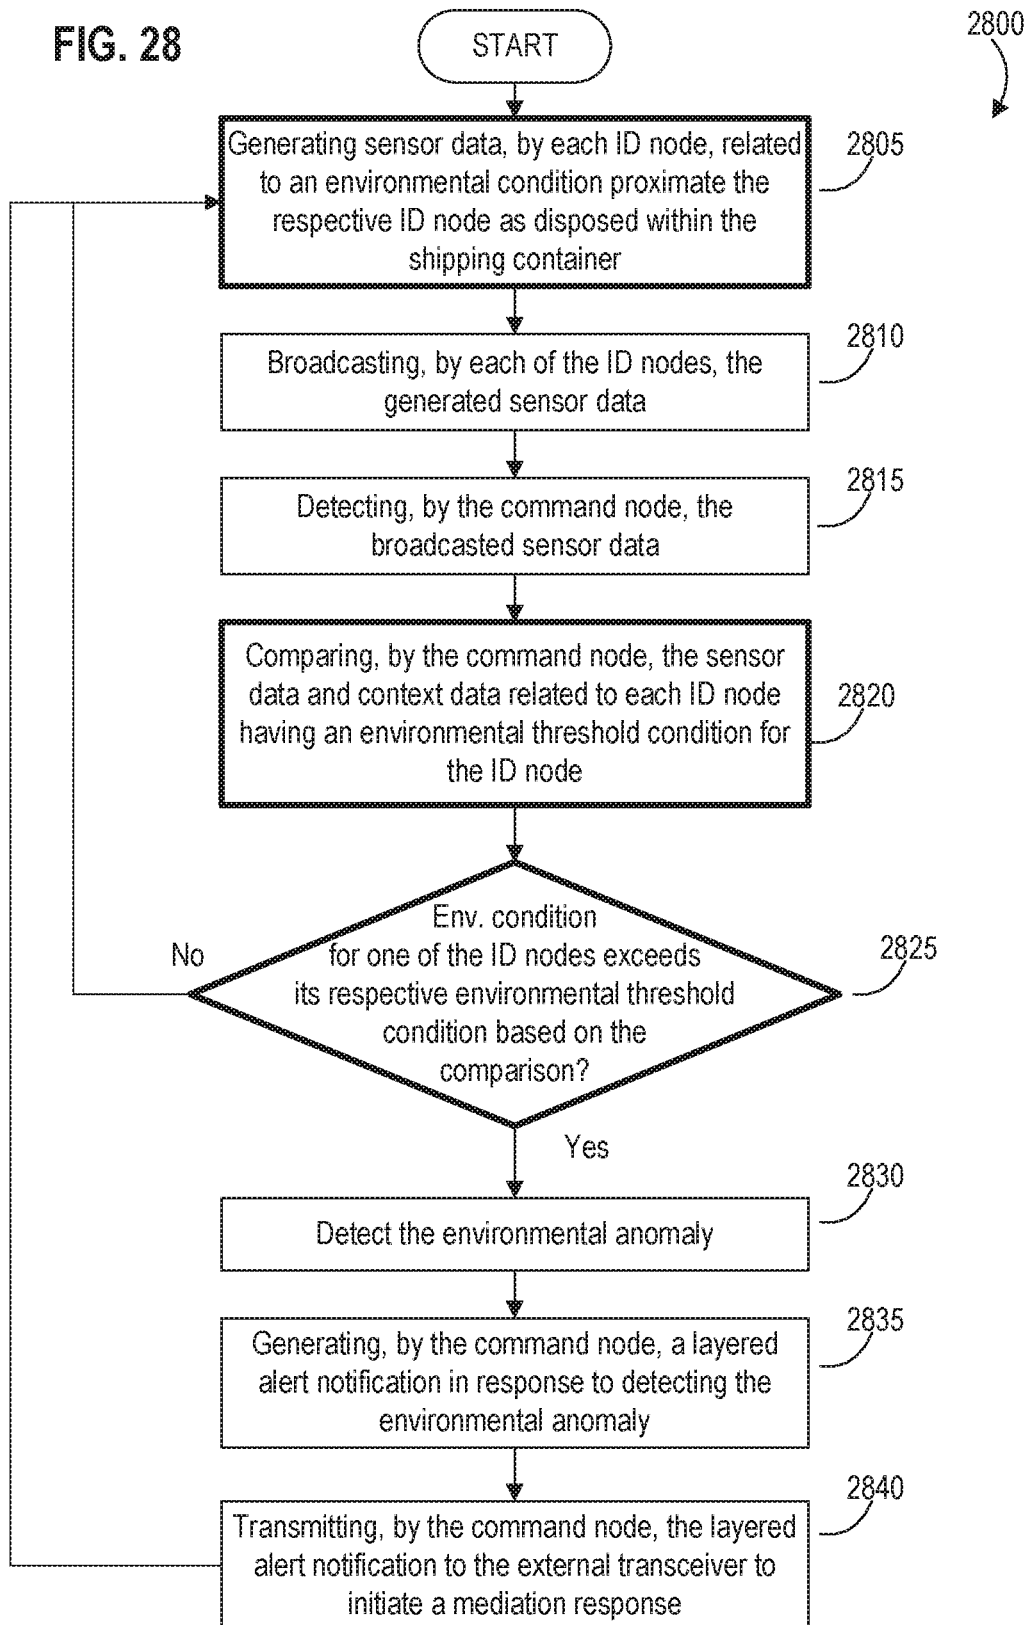 FIG. 28
START
2800
Generating sensor data, by each ID node, related
to an environmental condition proximate the
respective ID node as disposed within the
shipping container
2805
Broadcasting, by each of the ID nodes, the
generated sensor data
2810
Detecting, by the command node, the
broadcasted sensor data
2815
Comparing, by the command node, the sensor
data and context data related to each ID node
having an environmental threshold condition for
the ID node
2820
Env. condition
for one of the ID nodes exceeds
its respective environmental threshold
condition based on the
comparison?
2825
No
Yes
Detect the environmental anomaly
2830
Generating, by the command node, a layered
alert notification in response to detecting the
environmental anomaly
2835
Transmitting, by the command node, the layered
alert notification to the external transceiver to
initiate a mediation response
2840